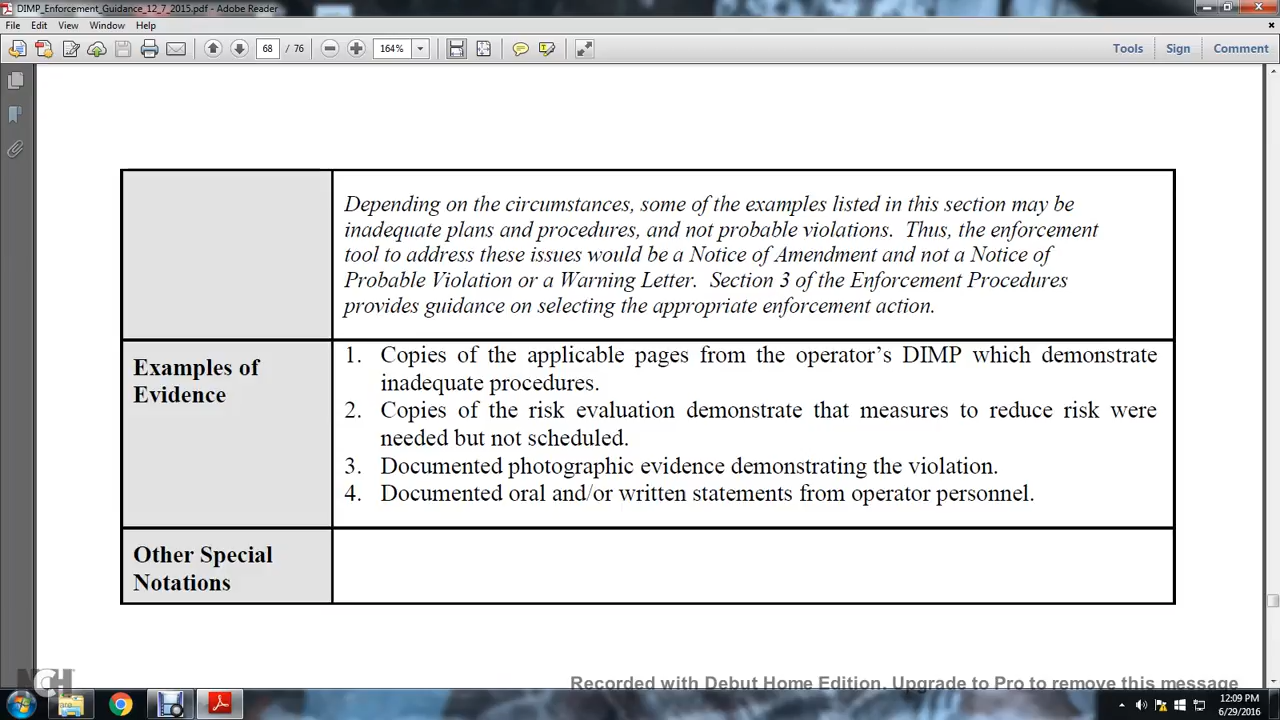 DIMP_Enforcement_Guidance_12_7_2015.pdf - Adobe Reader
File Edit View Window Help
68 / 76 164% Tools Sign Comment
Depending on the circumstances, some of the examples listed in this section may be
inadequate plans and procedures, and not probable violations. Thus, the enforcement
tool to address these issues would be a Notice of Amendment and not a Notice of
Probable Violation or a Warning Letter. Section 3 of the Enforcement Procedures
provides guidance on selecting the appropriate enforcement action.
Examples of
Evidence
1. Copies of the applicable pages from the operator's DIMP which demonstrate
inadequate procedures.
2. Copies of the risk evaluation demonstrate that measures to reduce risk were
needed but not scheduled.
3. Documented photographic evidence demonstrating the violation.
4. Documented oral and/or written statements from operator personnel.
Other Special
Notations
NCH
Recorded with Debut Home Edition. Upgrade to Pro to remove this message
12:09 PM
6/29/2016